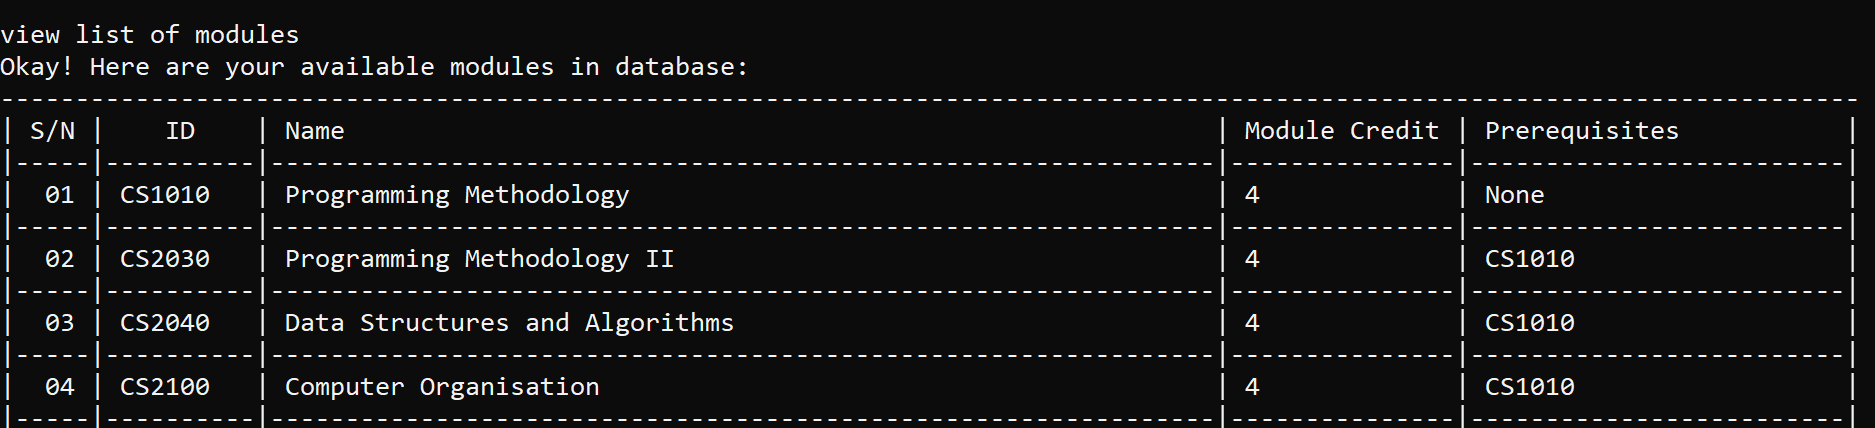 view list of modules
Okay! Here are your available modules in database:
----------------------------------------------------------------------------------------------------------------------------
| S/N |    ID    | Name                                                          | Module Credit | Prerequisites           |
|-----|----------|---------------------------------------------------------------|---------------|-------------------------|
|  01 | CS1010   | Programming Methodology                                       | 4             | None                    |
|-----|----------|---------------------------------------------------------------|---------------|-------------------------|
|  02 | CS2030   | Programming Methodology II                                    | 4             | CS1010                  |
|-----|----------|---------------------------------------------------------------|---------------|-------------------------|
|  03 | CS2040   | Data Structures and Algorithms                                | 4             | CS1010                  |
|-----|----------|---------------------------------------------------------------|---------------|-------------------------|
|  04 | CS2100   | Computer Organisation                                         | 4             | CS1010                  |
|-----|----------|---------------------------------------------------------------|---------------|-------------------------|